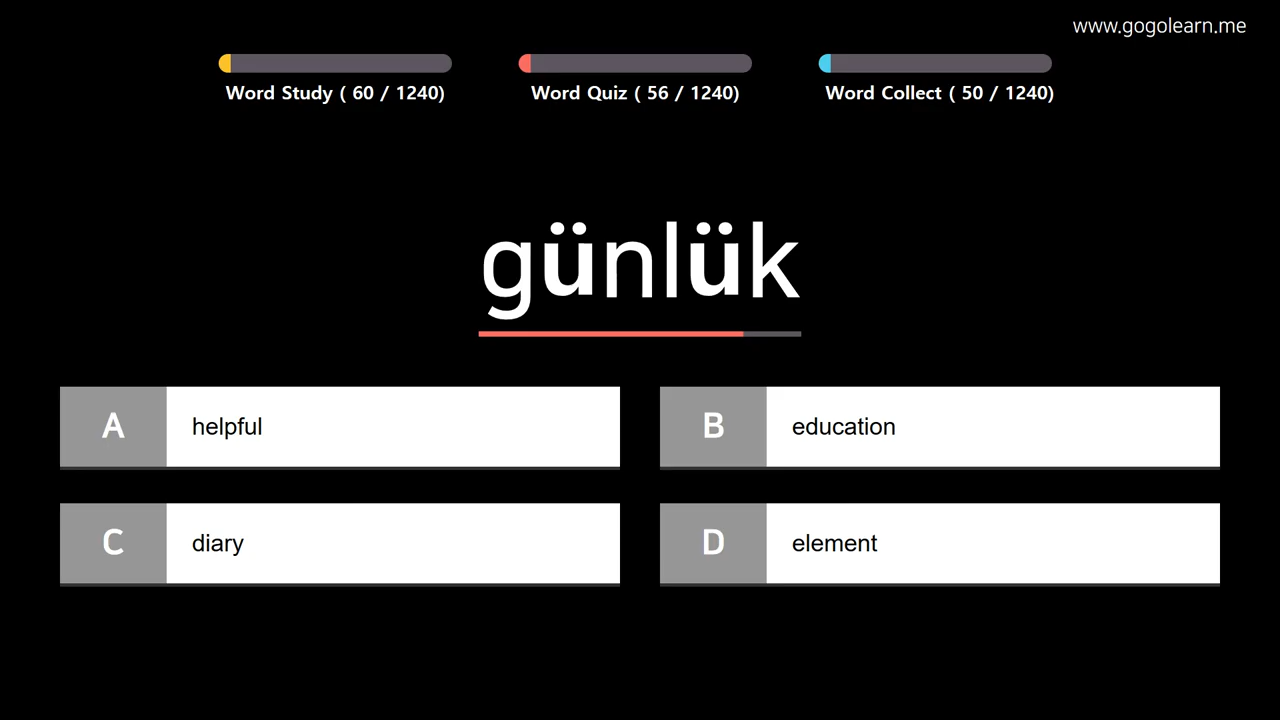 www.gogolearn.me
Word Study ( 60 / 1240)
Word Quiz ( 56 / 1240)
Word Collect ( 50 / 1240)
günlük
A helpful
B education
C diary
D element